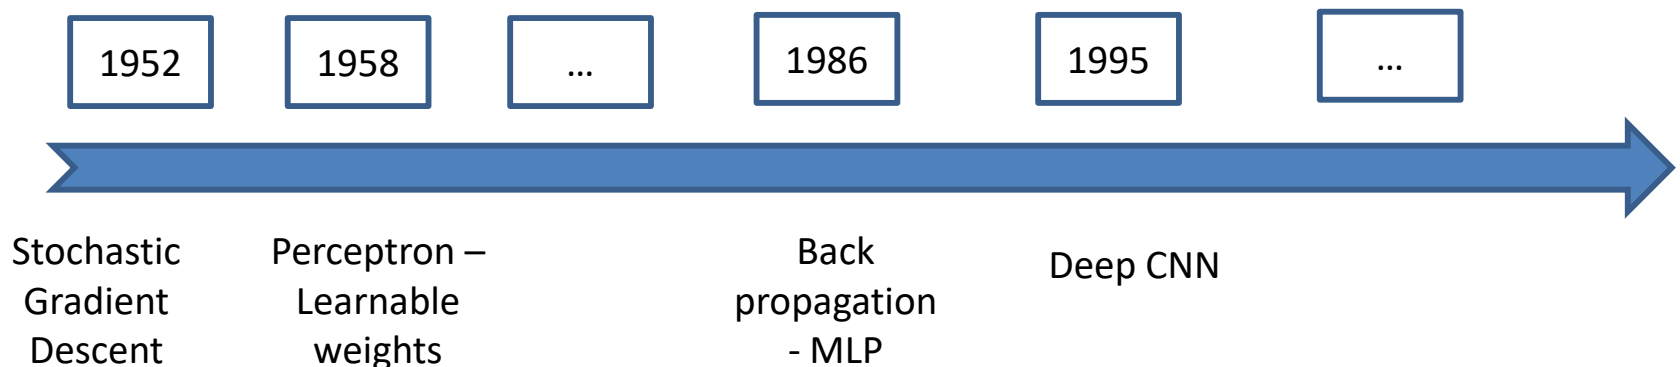 1952
1958
…
1986
1995
…
Stochastic
Gradient
Descent
Perceptron –
Learnable
weights
Back
propagation
- MLP
Deep CNN